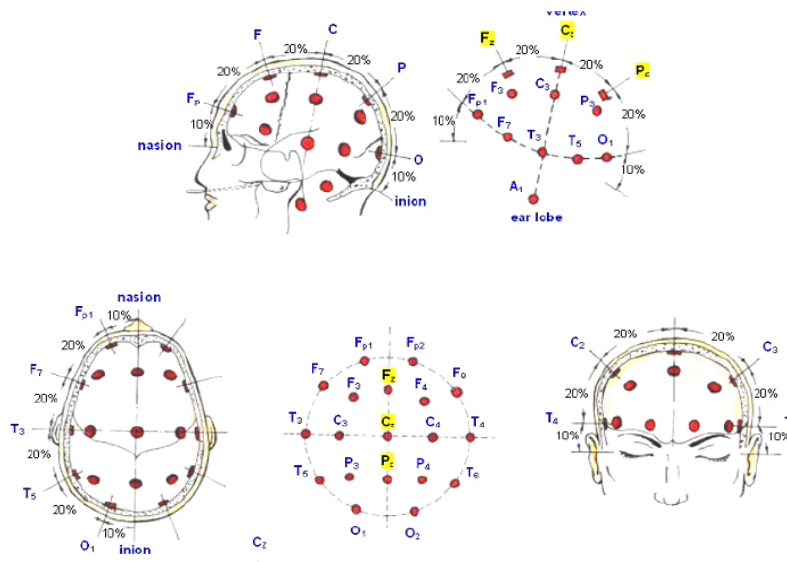 F
C
20%
20%
P
20%
Fp
20%
10%
nasion
O
10%
inion
vertex
Cz
Fz
20%
20%
Pz
20%
F3
C3
P3
20%
Fp1
10%
F7
T3
T5
O1
10%
A1
ear lobe
nasion
Fp1
10%
20%
F7
20%
T3
20%
T5
20%
10%
O1
inion
Fp1
Fp2
F7
Fz
F3
F4
T3
C3
Cz
C4
T4
Pz
P3
P4
T5
T6
O1
O2
Cz
20%
20%
C2
C3
20%
20%
T4
T
10%
10%